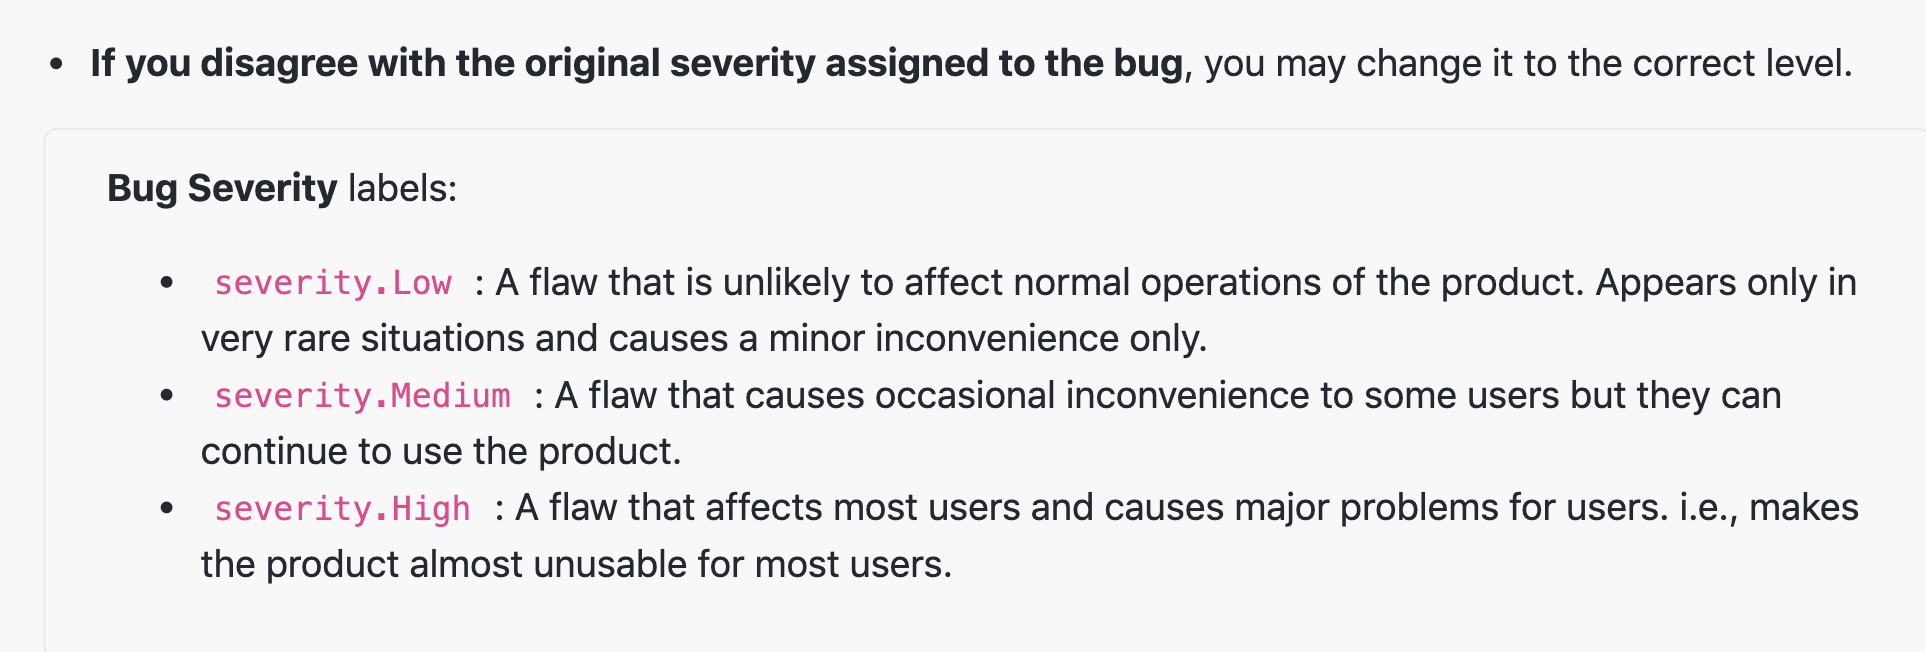 • If you disagree with the original severity assigned to the bug, you may change it to the correct level.
Bug Severity labels:
• severity.Low : A flaw that is unlikely to affect normal operations of the product. Appears only in
very rare situations and causes a minor inconvenience only.
• severity.Medium : A flaw that causes occasional inconvenience to some users but they can
continue to use the product.
• severity.High : A flaw that affects most users and causes major problems for users. i.e., makes
the product almost unusable for most users.